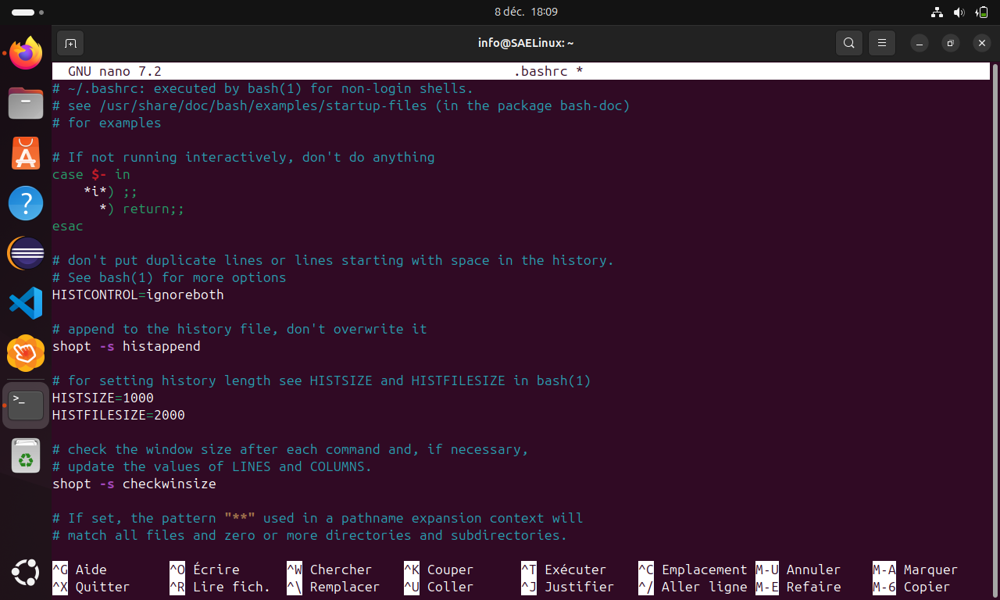 8 déc. 18:09
info@SAELinux: ~
GNU nano 7.2 .bashrc *
# ~/.bashrc: executed by bash(1) for non-login shells.
# see /usr/share/doc/bash/examples/startup-files (in the package bash-doc)
# for examples
# If not running interactively, don't do anything
case $- in
    *i*) ;;
      *) return;;
esac
# don't put duplicate lines or lines starting with space in the history.
# See bash(1) for more options
HISTCONTROL=ignoreboth
# append to the history file, don't overwrite it
shopt -s histappend
# for setting history length see HISTSIZE and HISTFILESIZE in bash(1)
HISTSIZE=1000
HISTFILESIZE=2000
# check the window size after each command and, if necessary,
# update the values of LINES and COLUMNS.
shopt -s checkwinsize
# If set, the pattern "**" used in a pathname expansion context will
# match all files and zero or more directories and subdirectories.
^G Aide ^O Écrire ^W Chercher ^K Couper ^T Exécuter ^C Emplacement M-U Annuler M-A Marquer
^X Quitter ^R Lire fich. ^\ Remplacer ^U Coller ^J Justifier ^/ Aller ligne M-E Refaire M-6 Copier